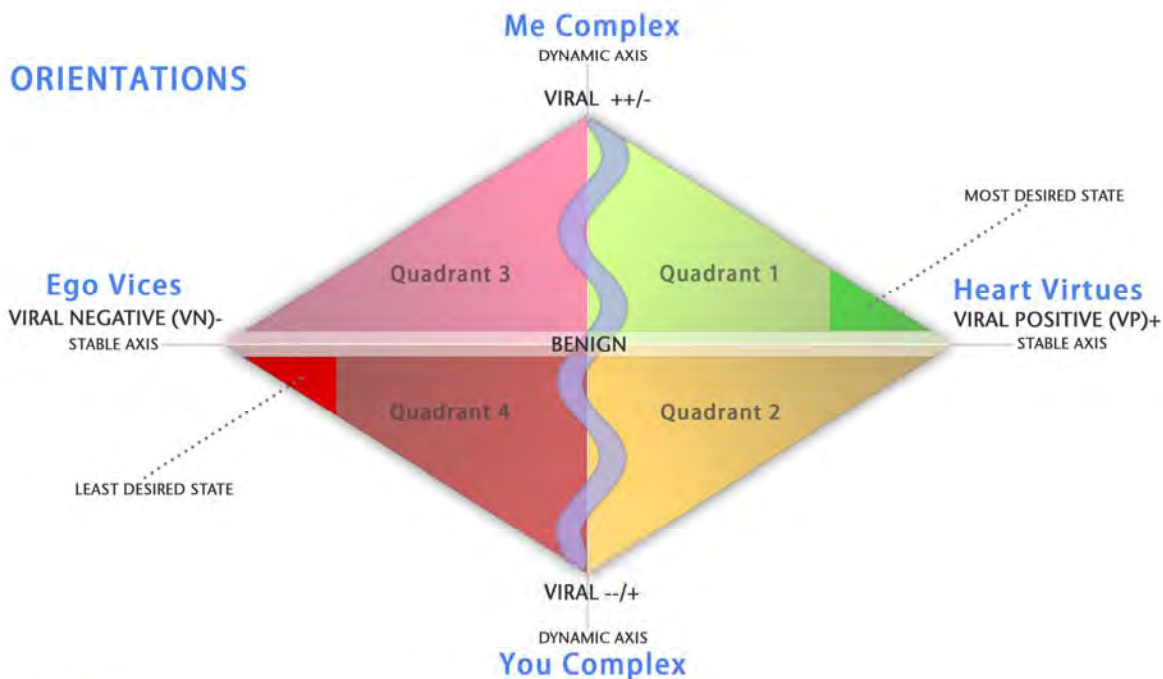 Me Complex
DYNAMIC AXIS
ORIENTATIONS
VIRAL ++/-
MOST DESIRED STATE
Quadrant 3
Quadrant 1
Ego Vices
Heart Virtues
VIRAL NEGATIVE (VN)-
VIRAL POSITIVE (VP)+
STABLE AXIS
BENIGN
STABLE AXIS
Quadrant 4
Quadrant 2
LEAST DESIRED STATE
VIRAL --/+
DYNAMIC AXIS
You Complex